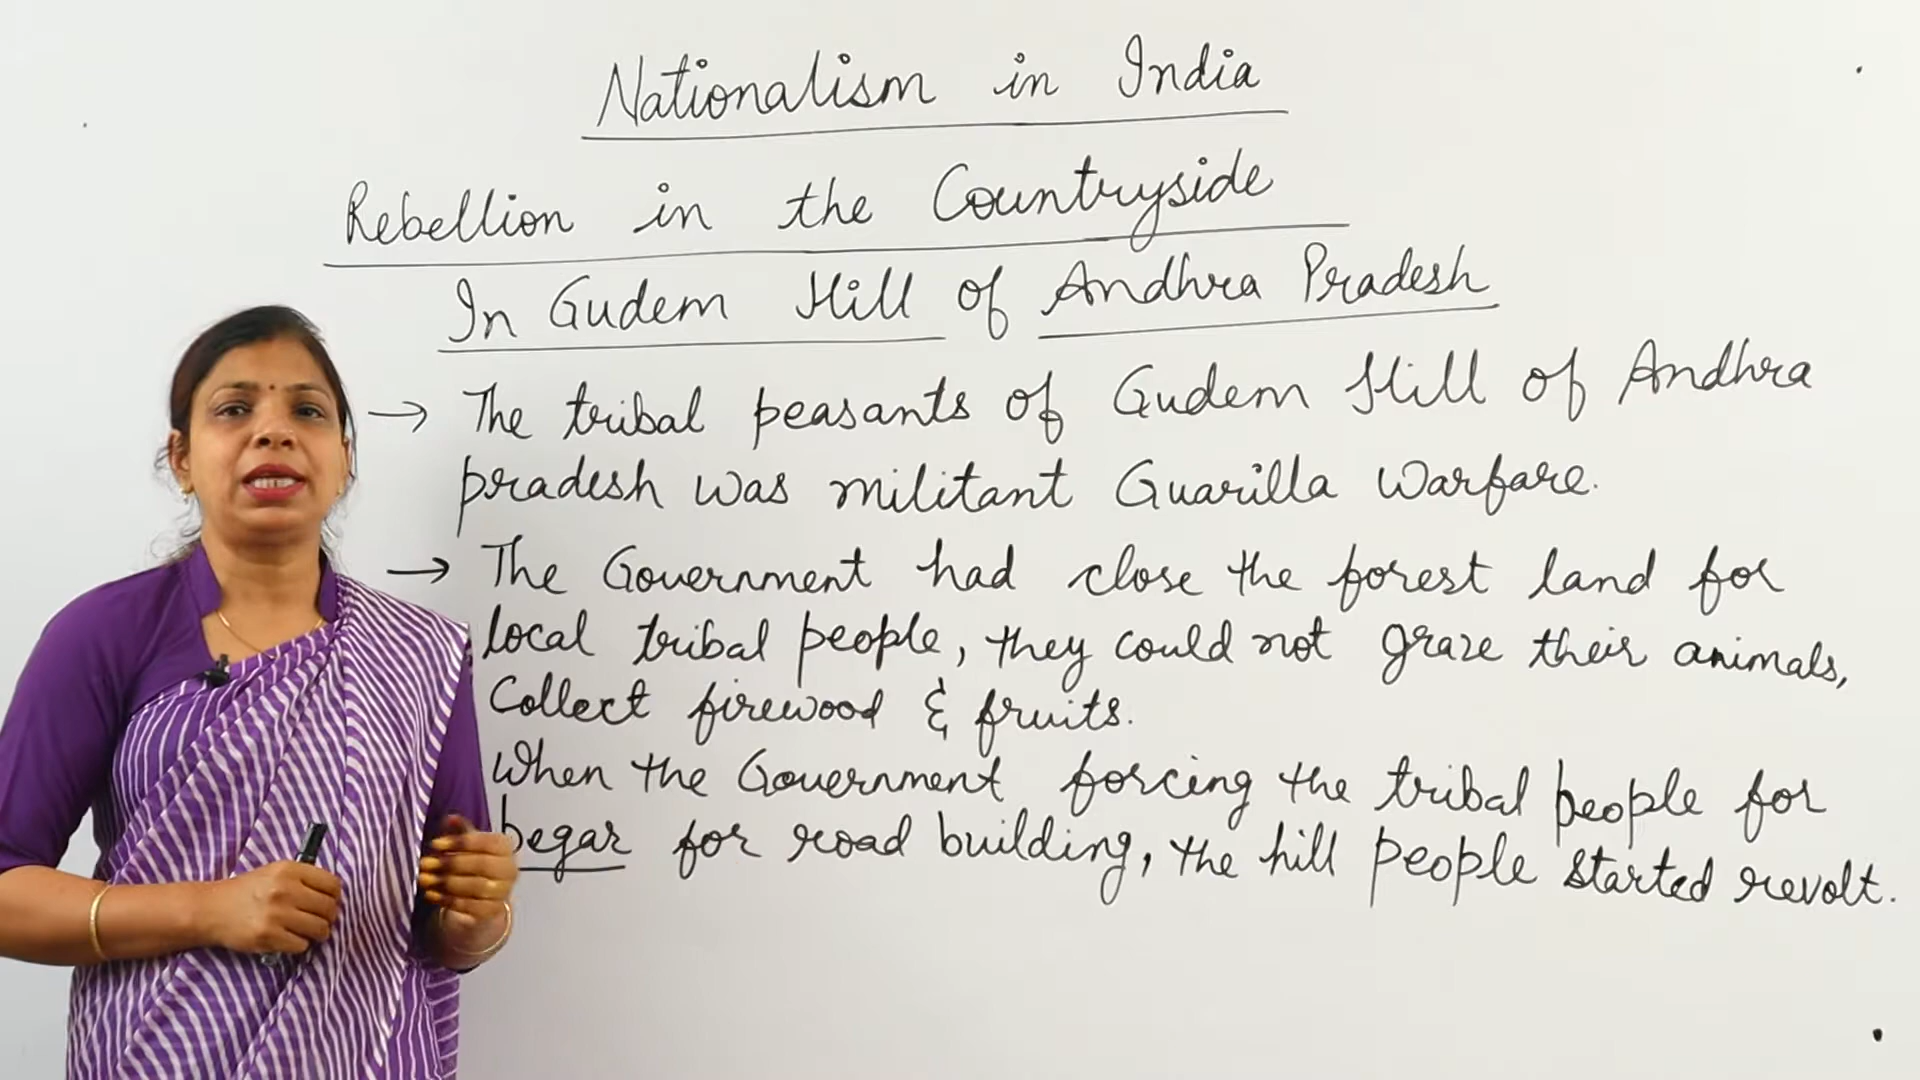 Nationalism in India
Rebellion in the Countryside
In Gudem Hill of Andhra Pradesh
→ The tribal peasants of Gudem Hill of Andhra
pradesh was militant Guarilla Warfare.
→ The Government had close the forest land for
local tribal people, they could not graze their animals,
Collect firewood & fruits.
When the Government forcing the tribal people for
begar for road building, the hill people started revolt.